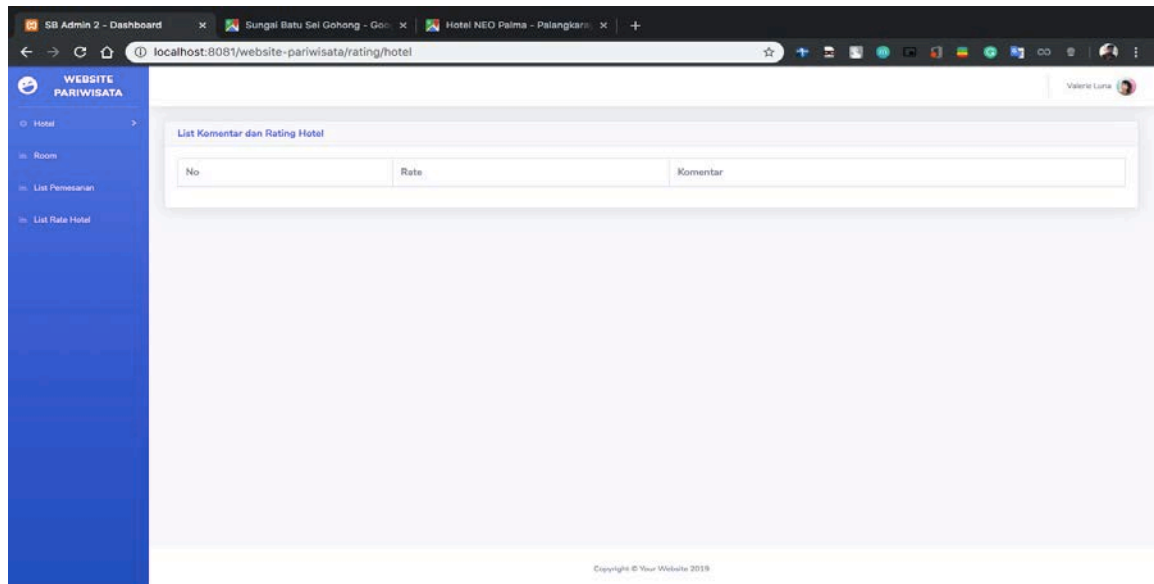 SB Admin 2 - Dashboard
Sungai Batu Sei Gohong - Goo
Hotel NEO Palma - Palangkara
localhost:8081/website-pariwisata/rating/hotel
WEBSITE
PARIWISATA
Valerie Luna
Hotel
Room
List Pemesanan
List Rate Hotel
List Komentar dan Rating Hotel
No Rate Komentar
Copyright © Your Website 2019